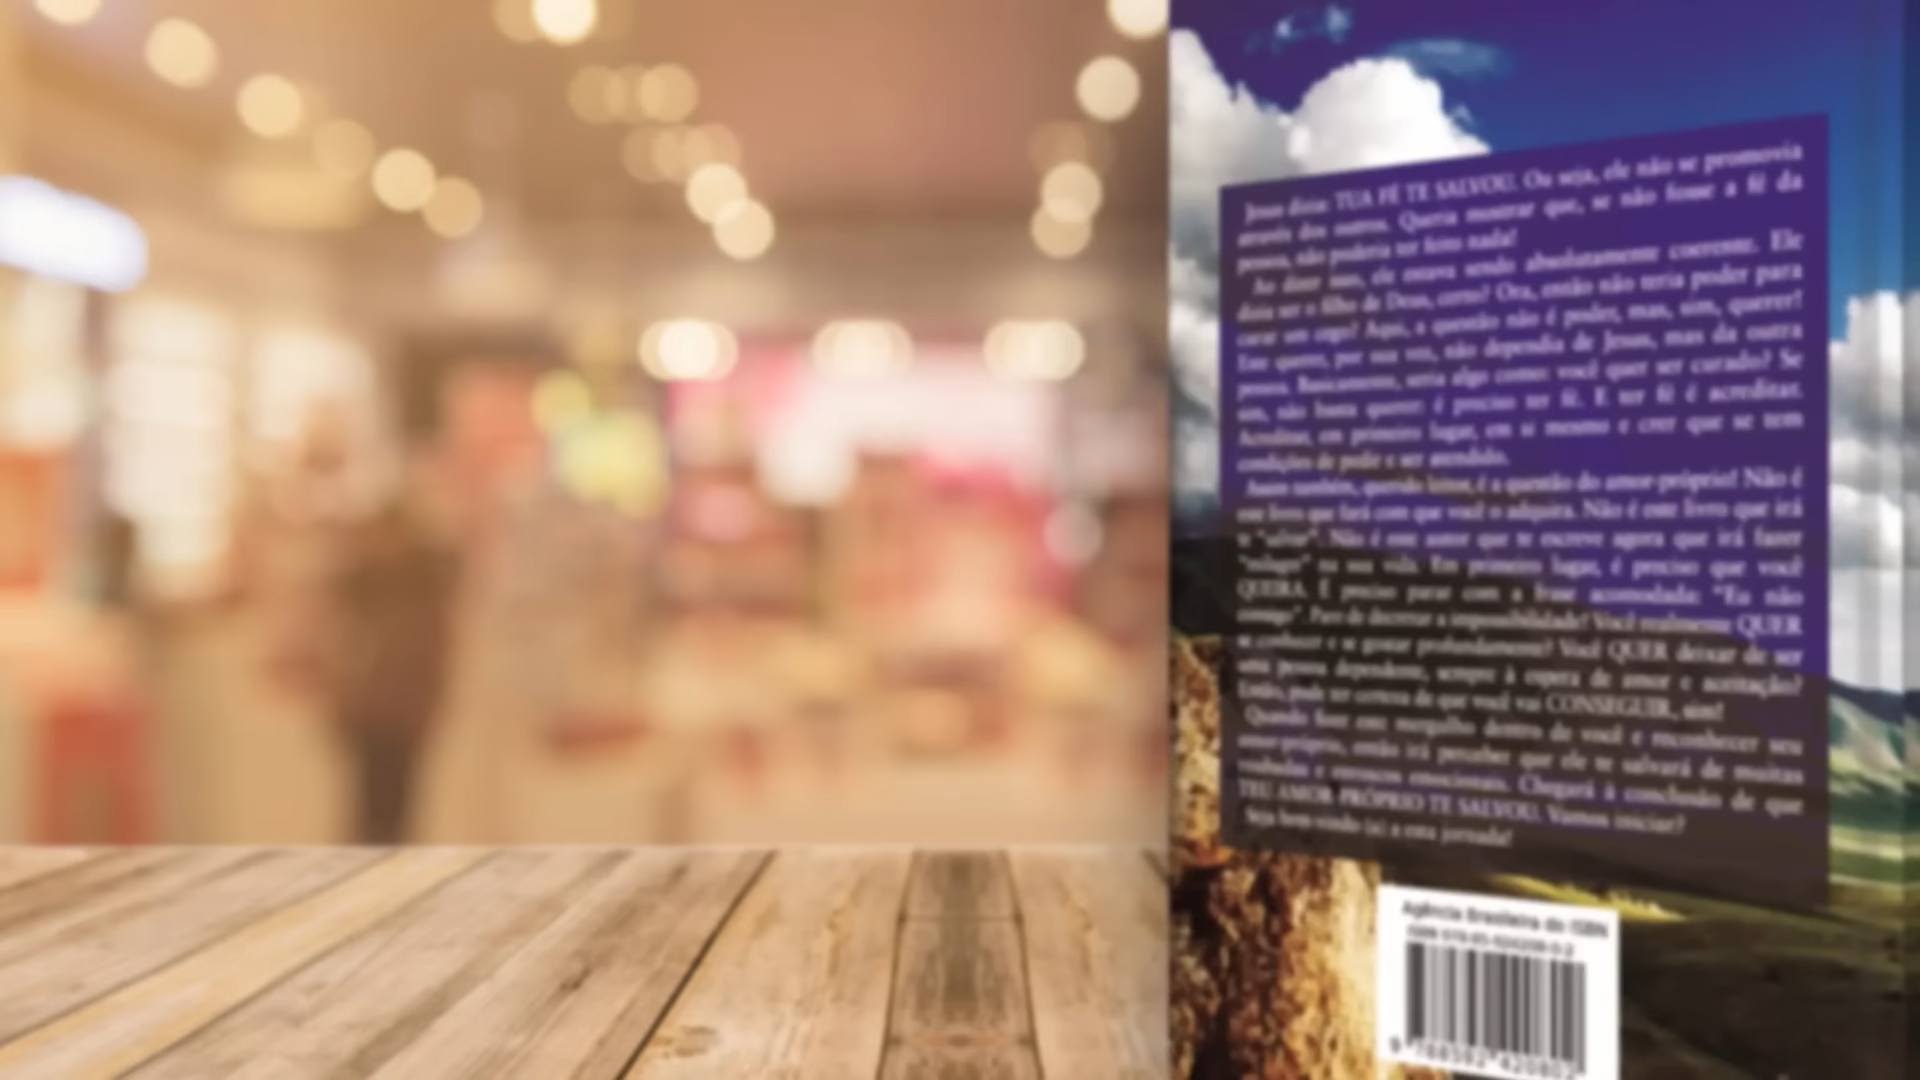 Jesus dizia: TUA FÉ TE SALVOU. Ou seja, ele não se promovia
através dos outros. Queria mostrar que, se não fosse a fé da
pessoa, não poderia ter feito nada!
Ao dizer isso, ele estava sendo absolutamente coerente. Ele
dizia ser o filho de Deus, certo? Ora, então não teria poder para
curar um cego? Aqui, a questão não é poder, mas, sim, querer!
Este querer, por sua vez, não dependia de Jesus, mas da outra
pessoa. Basicamente, seria algo como: você quer ser curado? Se
sim, não basta querer: é preciso ter fé. E ter fé é acreditar.
Acreditar, em primeiro lugar, em si mesmo e crer que se tem
condições de pedir e ser atendido.
Assim também, querido leitor, é a questão do amor-próprio! Não é
esse livro que fará com que você o adquira. Não é este livro que irá
te "salvar". Não é esse autor que te escreve agora que irá fazer
"milagre" na sua vida. Em primeiro lugar, é preciso que você
QUEIRA. É preciso parar com a frase acomodada: "Eu não
consigo". Pare de decretar a impossibilidade! Você realmente QUER
se conhecer e se gostar profundamente? Você QUER deixar de ser
uma pessoa dependente, sempre à espera de amor e aceitação?
Então, pode ter certeza de que você vai CONSEGUIR, sim!
Quando fizer este mergulho dentro de você e reconhecer seu
amor-próprio, então irá perceber que ele te salvará de muitas
e emocionais. Chegará à conclusão de que
TEU AMOR PRÓPRIO TE SALVOU. Vamos iniciar?
Seja bem-vindo (a) a esta jornada!
Agência Brasileira do ISBN